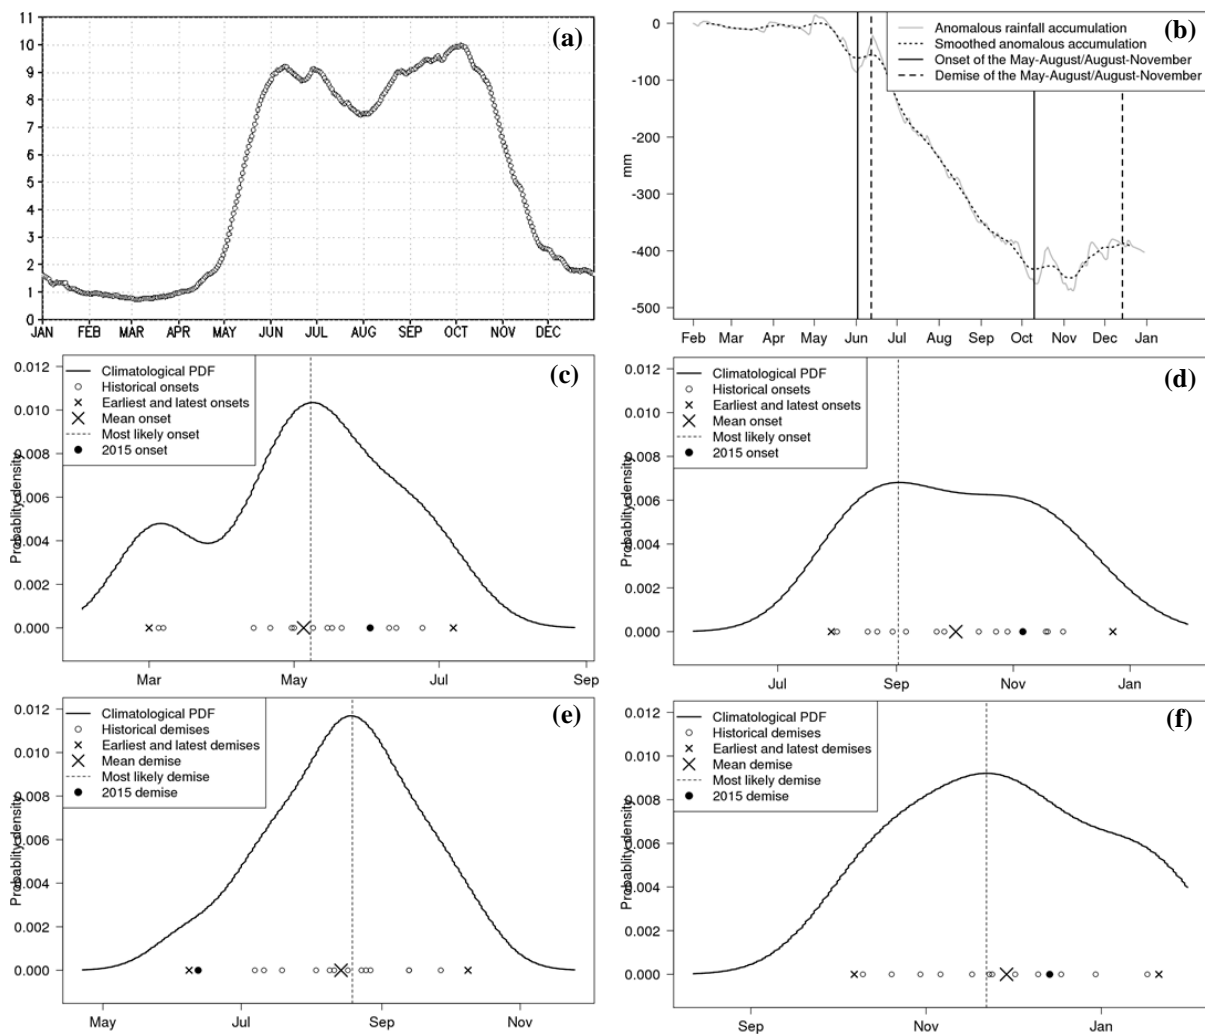 (a)
11
10
9
8
7
6
5
4
3
2
1
0
JAN FEB MAR APR MAY JUN JUL AUG SEP OCT NOV DEC
(b)
Anomalous rainfall accumulation
Smoothed anomalous accumulation
Onset of the May-August/August-November
Demise of the May-August/August-November
mm
0
-100
-200
-300
-400
-500
Feb Mar Apr May Jun Jul Aug Sep Oct Nov Dec Jan
(c)
Climatological PDF
Historical onsets
Earliest and latest onsets
Mean onset
Most likely onset
2015 onset
Probablity density
0.012
0.010
0.008
0.006
0.004
0.002
0.000
Mar May Jul Sep
(d)
Climatological PDF
Historical onsets
Earliest and latest onsets
Mean onset
Most likely onset
2015 onset
Probablity density
0.012
0.010
0.008
0.006
0.004
0.002
0.000
Jul Sep Nov Jan
(e)
Climatological PDF
Historical demises
Earliest and latest demises
Mean demise
Most likely demise
2015 demise
Probablity density
0.012
0.010
0.008
0.006
0.004
0.002
0.000
May Jul Sep Nov
(f)
Climatological PDF
Historical demises
Earliest and latest demises
Mean demise
Most likely demise
2015 demise
Probablity density
0.012
0.010
0.008
0.006
0.004
0.002
0.000
Sep Nov Jan